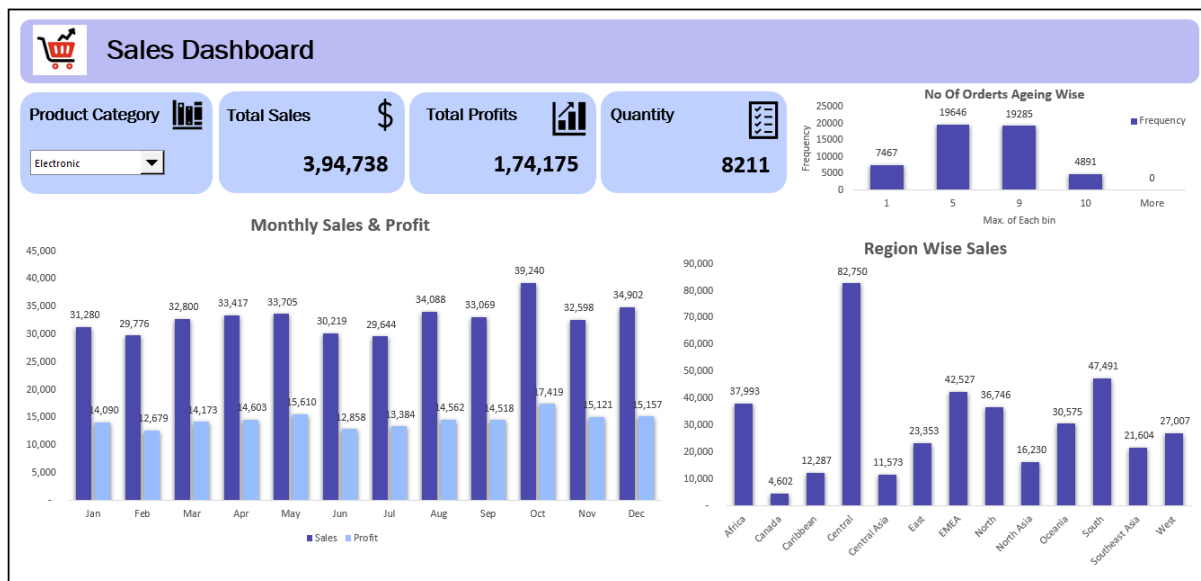 Sales Dashboard
Product Category
Electronic
Total Sales
$
3,94,738
Total Profits
1,74,175
Quantity
8211
No Of Orderts Ageing Wise
Frequency
25000
20000
15000
10000
5000
0
7467
19646
19285
4891
0
1 5 9 10 More
Max. of Each bin
Frequency
Monthly Sales & Profit
45,000
40,000
35,000
30,000
25,000
20,000
15,000
10,000
5,000
-
31,280 29,776 32,800 33,417 33,705 30,219 29,644 34,088 33,069 39,240 32,598 34,902
14,090 12,679 14,173 14,603 15,610 12,858 13,384 14,562 14,518 17,419 15,121 15,157
Jan Feb Mar Apr May Jun Jul Aug Sep Oct Nov Dec
Sales Profit
Region Wise Sales
90,000
80,000
70,000
60,000
50,000
40,000
30,000
20,000
10,000
-
37,993 4,602 12,287 82,750 11,573 23,353 42,527 36,746 16,230 30,575 47,491 21,604 27,007
Africa Canada Caribbean Central Central Asia East EMEA North North Asia Oceania South Southeast Asia West